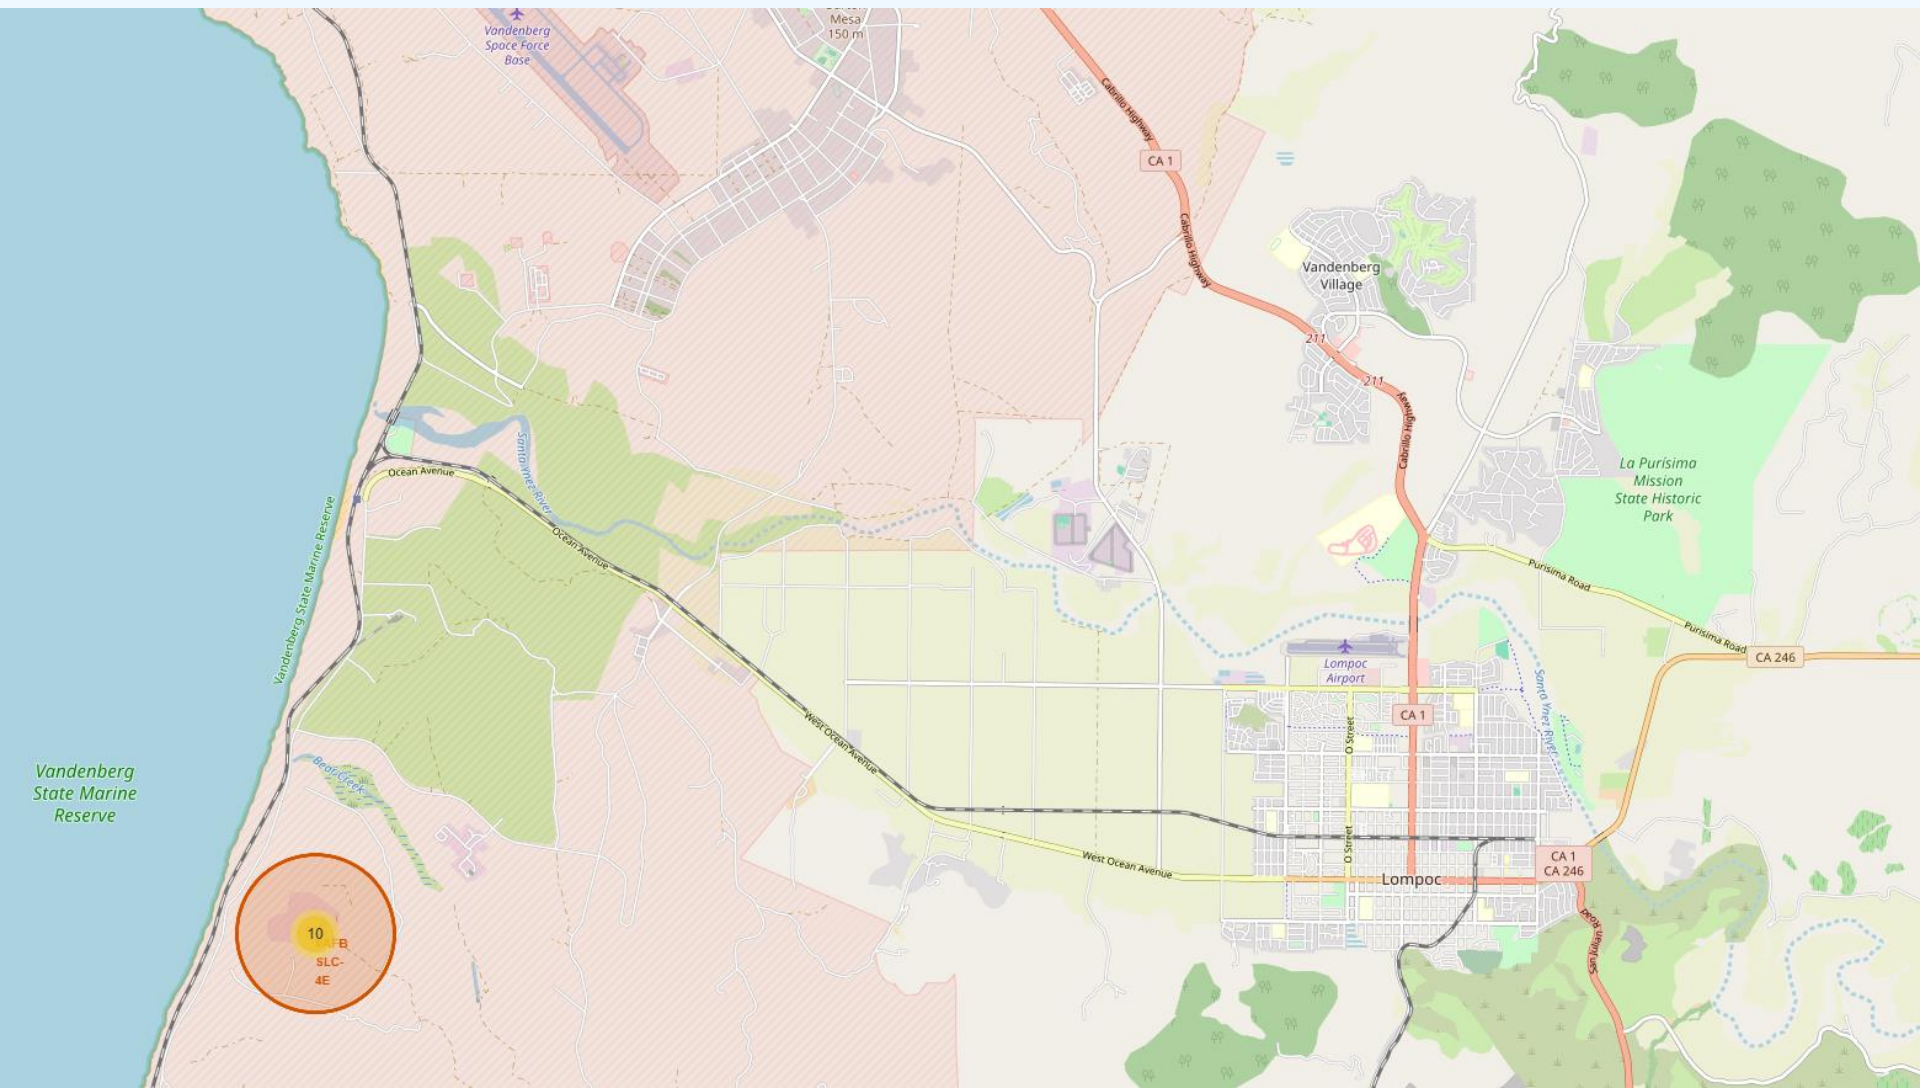 Mesa
150 m
Vandenberg
Space Force
Base
Cabrillo Highway
CA 1
Cabrillo Highway
Vandenberg
Village
211
211
Cabrillo Highway
La Purísima
Mission
State Historic
Park
Santa Ynez River
Ocean Avenue
Ocean Avenue
Vandenberg State Marine Reserve
Purisima Road
Purisima Road
CA 246
Lompoc
Airport
Santa Ynez River
CA 1
O Street
West Ocean Avenue
Vandenberg
State Marine
Reserve
Bear Creek
O Street
West Ocean Avenue
CA 1
CA 246
Lompoc
San Julian Road
10
SLC-
4E